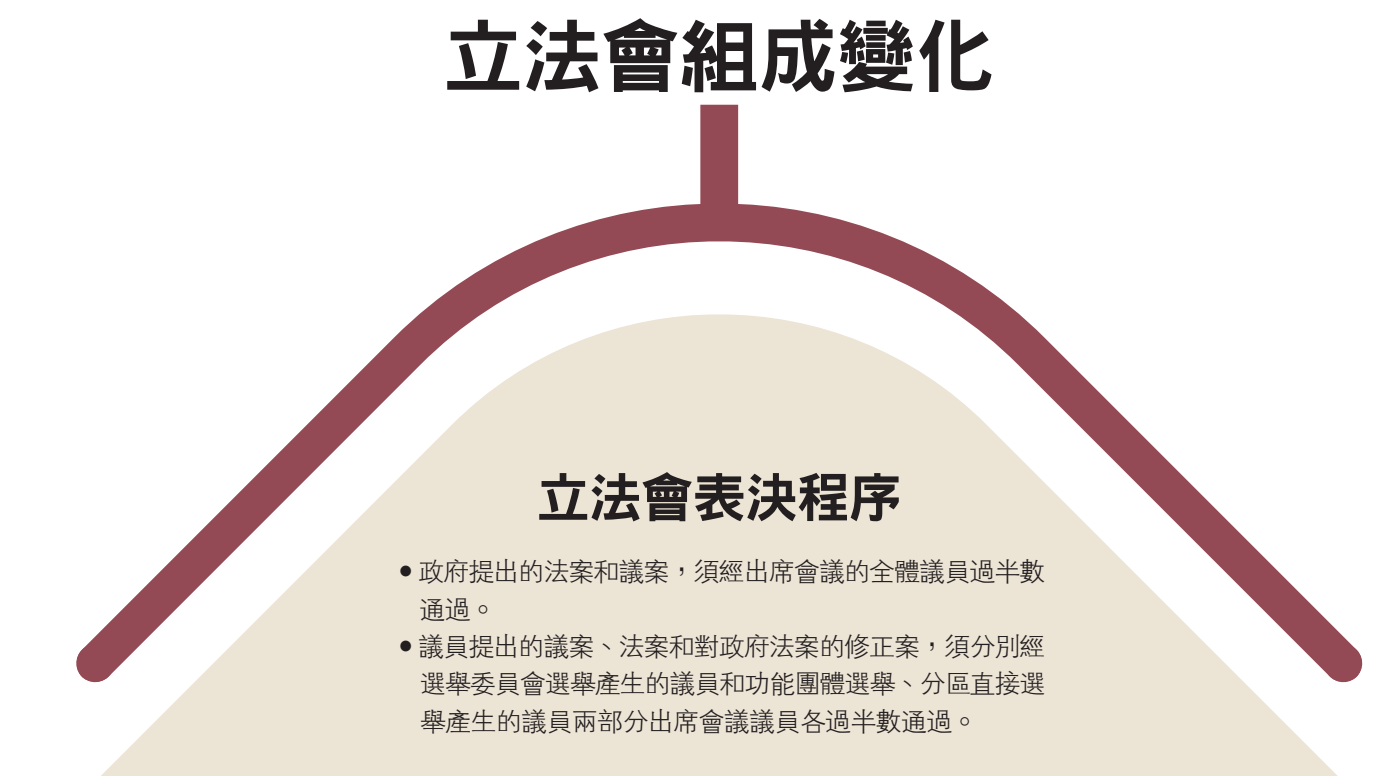 立法會組成變化
立法會表決程序
● 政府提出的法案和議案，須經出席會議的全體議員過半數
通過。
● 議員提出的議案、法案和對政府法案的修正案，須分別經
選舉委員會選舉產生的議員和功能團體選舉、分區直接選
舉產生的議員兩部分出席會議議員各過半數通過。